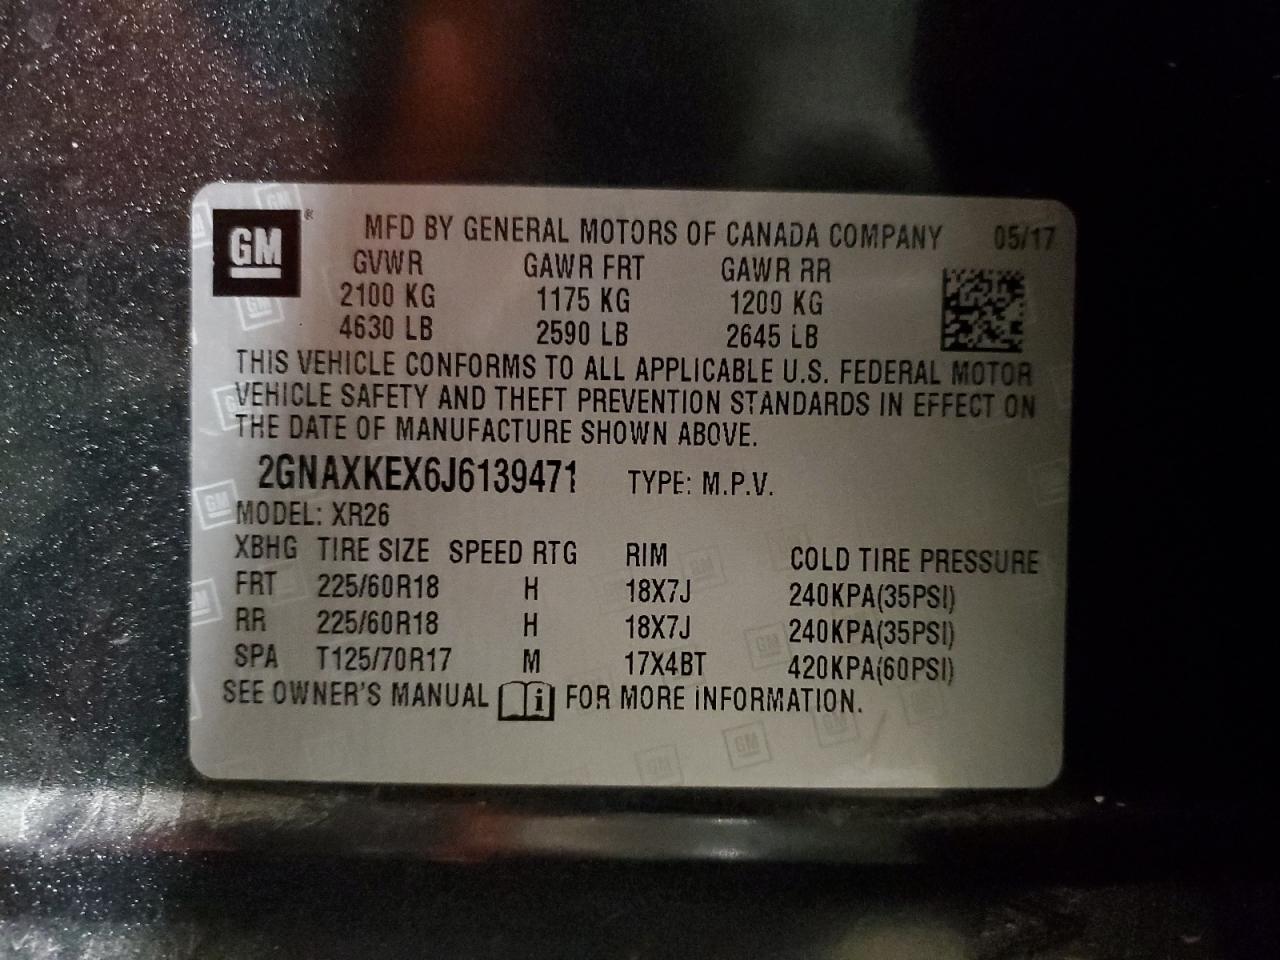 GM ® MFD BY GENERAL MOTORS OF CANADA COMPANY 05/17
GVWR GAWR FRT GAWR RR
2100 KG 1175 KG 1200 KG
4630 LB 2590 LB 2645 LB
THIS VEHICLE CONFORMS TO ALL APPLICABLE U.S. FEDERAL MOTOR
VEHICLE SAFETY AND THEFT PREVENTION STANDARDS IN EFFECT ON
THE DATE OF MANUFACTURE SHOWN ABOVE.
2GNAXKEX6J6139471 TYPE: M.P.V.
MODEL: XR26
XBHG TIRE SIZE SPEED RTG RIM COLD TIRE PRESSURE
FRT 225/60R18 H 18X7J 240KPA(35PSI)
RR 225/60R18 H 18X7J 240KPA(35PSI)
SPA T125/70R17 M 17X4BT 420KPA(60PSI)
SEE OWNER'S MANUAL i FOR MORE INFORMATION.